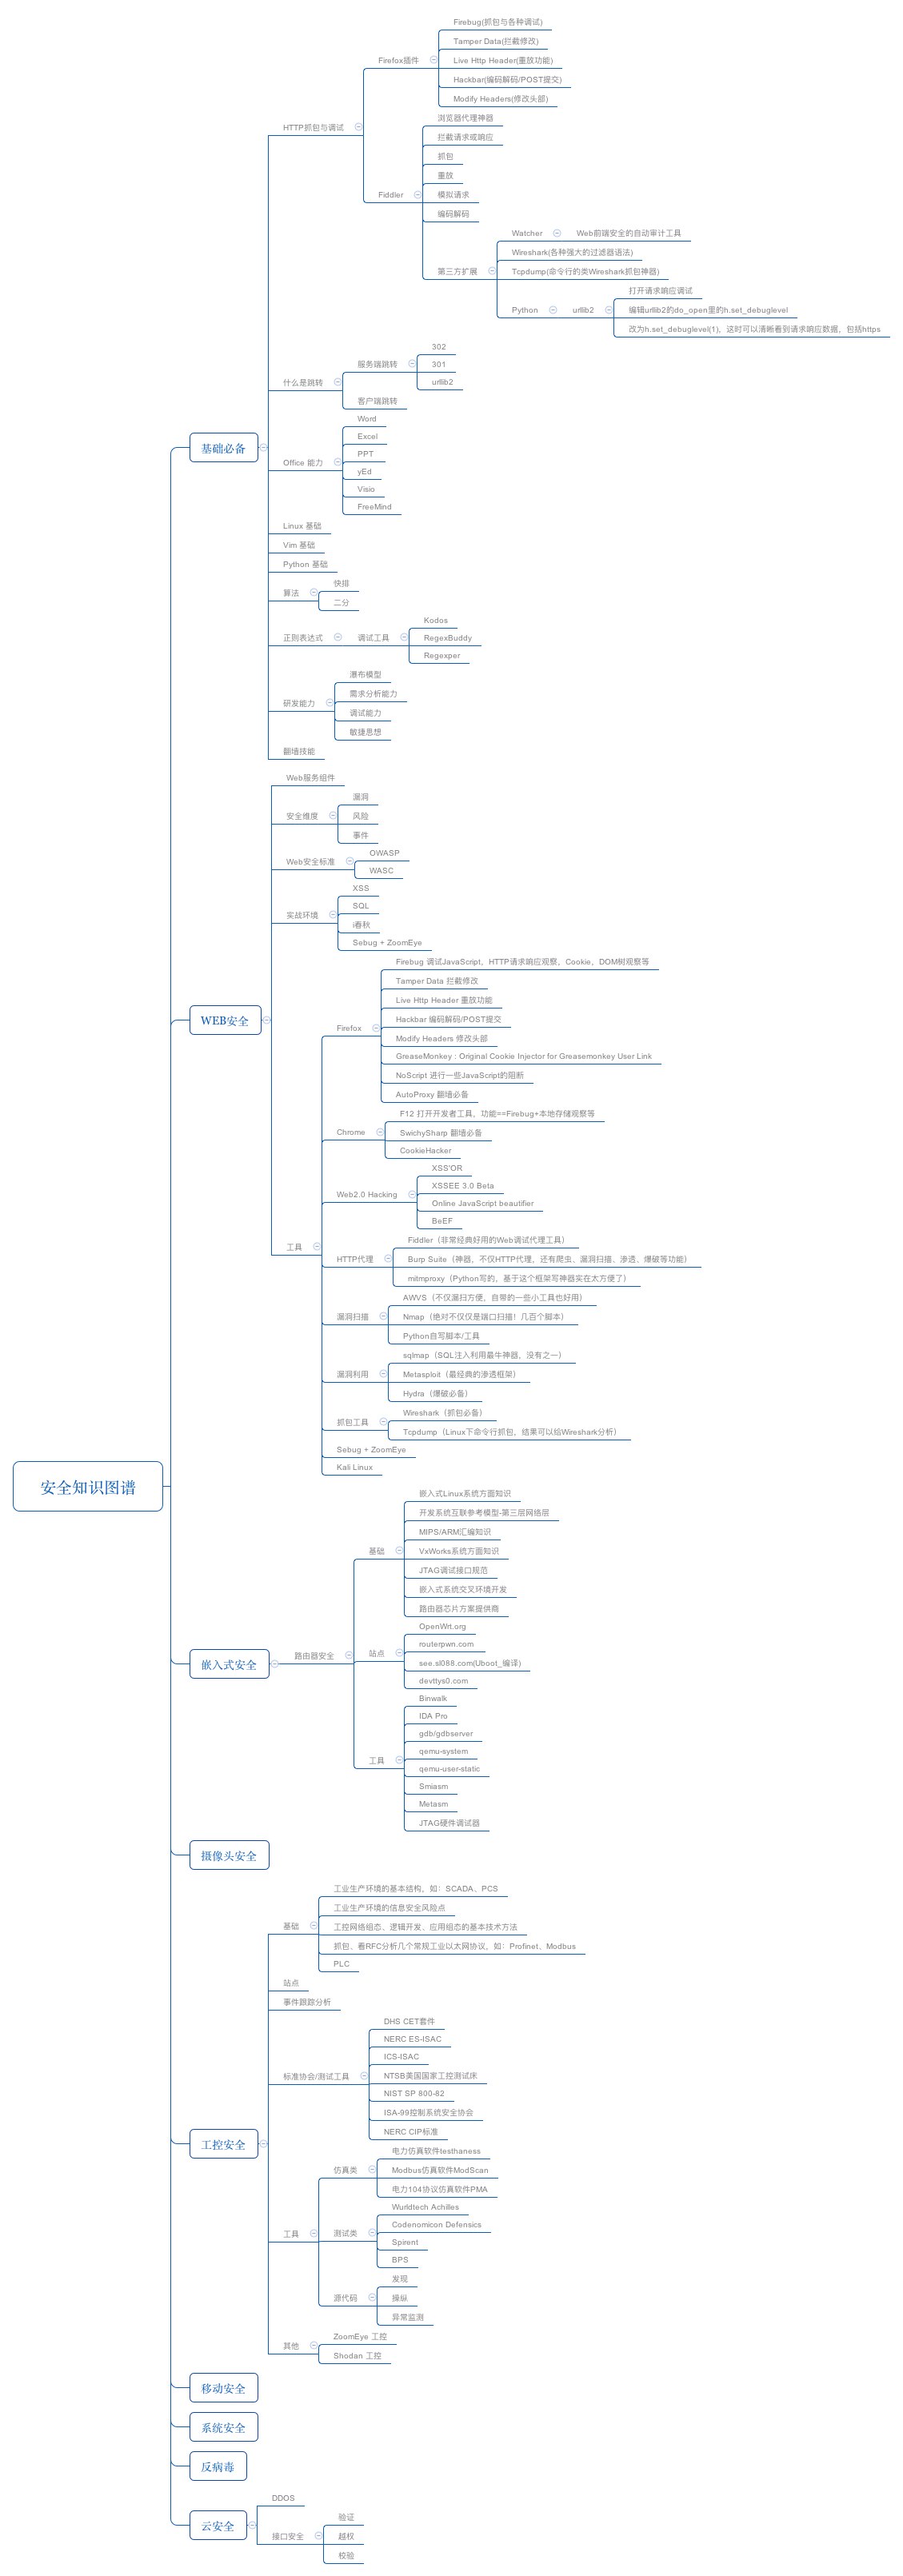 Firebug(抓包与各种调试)
Tamper Data(拦截修改)
Firefox插件
Live Http Header(重放功能)
Hackbar(编码解码/POST提交)
Modify Headers(修改头部)
HTTP抓包与调试
浏览器代理神器
拦截请求或响应
抓包
重放
Fiddler
模拟请求
编码解码
Watcher
Web前端安全的自动审计工具
Wireshark(各种强大的过滤器语法)
第三方扩展
Tcpdump(命令行的类Wireshark抓包神器)
打开请求响应调试
Python
urllib2
编辑urllib2的do_open里的h.set_debuglevel
改为h.set_debuglevel(1)，这时可以清晰看到请求响应数据，包括https
302
服务端跳转
301
什么是跳转
urllib2
客户端跳转
Word
Excel
基础必备
PPT
Office 能力
yEd
Visio
FreeMind
Linux 基础
Vim 基础
Python 基础
快排
算法
二分
Kodos
正则表达式
调试工具
RegexBuddy
Regexper
瀑布模型
需求分析能力
研发能力
调试能力
敏捷思想
翻墙技能
Web服务组件
漏洞
安全维度
风险
事件
OWASP
Web安全标准
WASC
XSS
SQL
实战环境
i春秋
Sebug + ZoomEye
Firebug 调试JavaScript，HTTP请求响应观察，Cookie，DOM树观察等
Tamper Data 拦截修改
Live Http Header 重放功能
WEB安全
Hackbar 编码解码/POST提交
Firefox
Modify Headers 修改头部
GreaseMonkey : Original Cookie Injector for Greasemonkey User Link
NoScript 进行一些JavaScript的阻断
AutoProxy 翻墙必备
F12 打开开发者工具，功能==Firebug+本地存储观察等
Chrome
SwichySharp 翻墙必备
CookieHacker
XSS'OR
XSSEE 3.0 Beta
Web2.0 Hacking
Online JavaScript beautifier
BeEF
工具
Fiddler（非常经典好用的Web调试代理工具）
HTTP代理
Burp Suite（神器，不仅HTTP代理，还有爬虫、漏洞扫描、渗透、爆破等功能）
mitmproxy（Python写的，基于这个框架写神器实在太方便了）
AWVS（不仅漏扫方便，自带的一些小工具也好用）
漏洞扫描
Nmap（绝对不仅仅是端口扫描！几百个脚本）
Python自写脚本/工具
sqlmap（SQL注入利用最牛神器，没有之一）
漏洞利用
Metasploit（最经典的渗透框架）
Hydra（爆破必备）
Wireshark（抓包必备）
抓包工具
Tcpdump（Linux下命令行抓包，结果可以给Wireshark分析）
Sebug + ZoomEye
Kali Linux
安全知识图谱
嵌入式Linux系统方面知识
开发系统互联参考模型-第三层网络层
MIPS/ARM汇编知识
基础
VxWorks系统方面知识
JTAG调试接口规范
嵌入式系统交叉环境开发
路由器芯片方案提供商
OpenWrt.org
routerpwn.com
站点
嵌入式安全
路由器安全
see.sl088.com(Uboot_编译)
devttys0.com
Binwalk
IDA Pro
gdb/gdbserver
qemu-system
工具
qemu-user-static
Smiasm
Metasm
JTAG硬件调试器
摄像头安全
工业生产环境的基本结构，如：SCADA、PCS
工业生产环境的信息安全风险点
基础
工控网络组态、逻辑开发、应用组态的基本技术方法
抓包、看RFC分析几个常规工业以太网协议，如：Profinet、Modbus
PLC
站点
事件跟踪分析
DHS CET套件
NERC ES-ISAC
ICS-ISAC
标准协会/测试工具
NTSB美国国家工控测试床
NIST SP 800-82
ISA-99控制系统安全协会
NERC CIP标准
工控安全
电力仿真软件testhaness
仿真类
Modbus仿真软件ModScan
电力104协议仿真软件PMA
Wurldtech Achilles
Codenomicon Defensics
工具
测试类
Spirent
BPS
发现
源代码
操纵
异常监测
ZoomEye 工控
其他
Shodan 工控
移动安全
系统安全
反病毒
DDOS
云安全
验证
接口安全
越权
校验